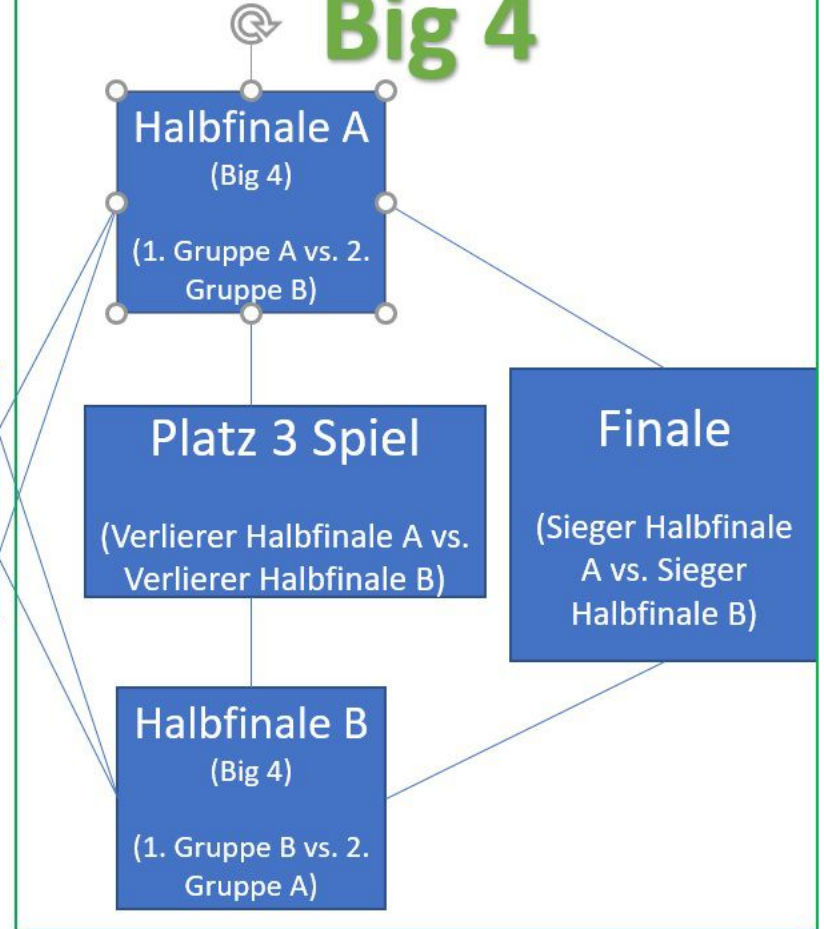 Big 4
Halbfinale A
(Big 4)
(1. Gruppe A vs. 2.
Gruppe B)
Platz 3 Spiel
(Verlierer Halbfinale A vs.
Verlierer Halbfinale B)
Finale
(Sieger Halbfinale
A vs. Sieger
Halbfinale B)
Halbfinale B
(Big 4)
(1. Gruppe B vs. 2.
Gruppe A)